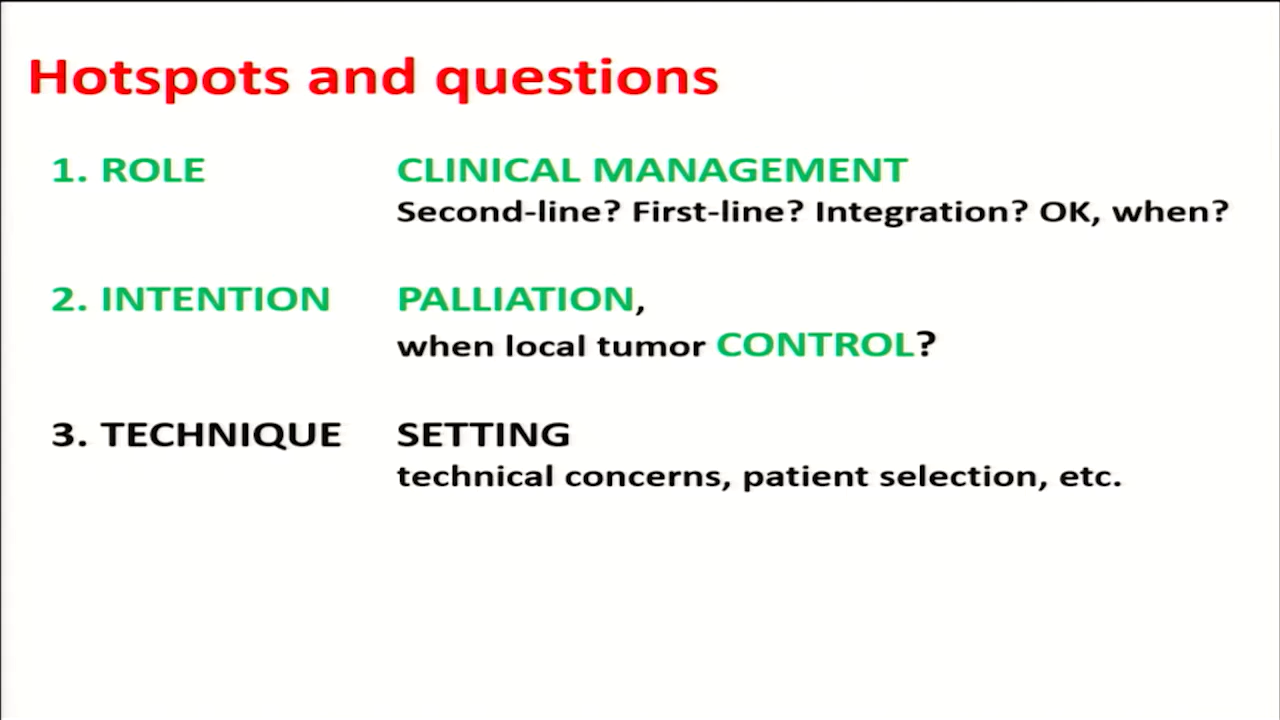 Hotspots and questions
1. ROLE CLINICAL MANAGEMENT
Second-line? First-line? Integration? OK, when?
2. INTENTION PALLIATION,
when local tumor CONTROL?
3. TECHNIQUE SETTING
technical concerns, patient selection, etc.